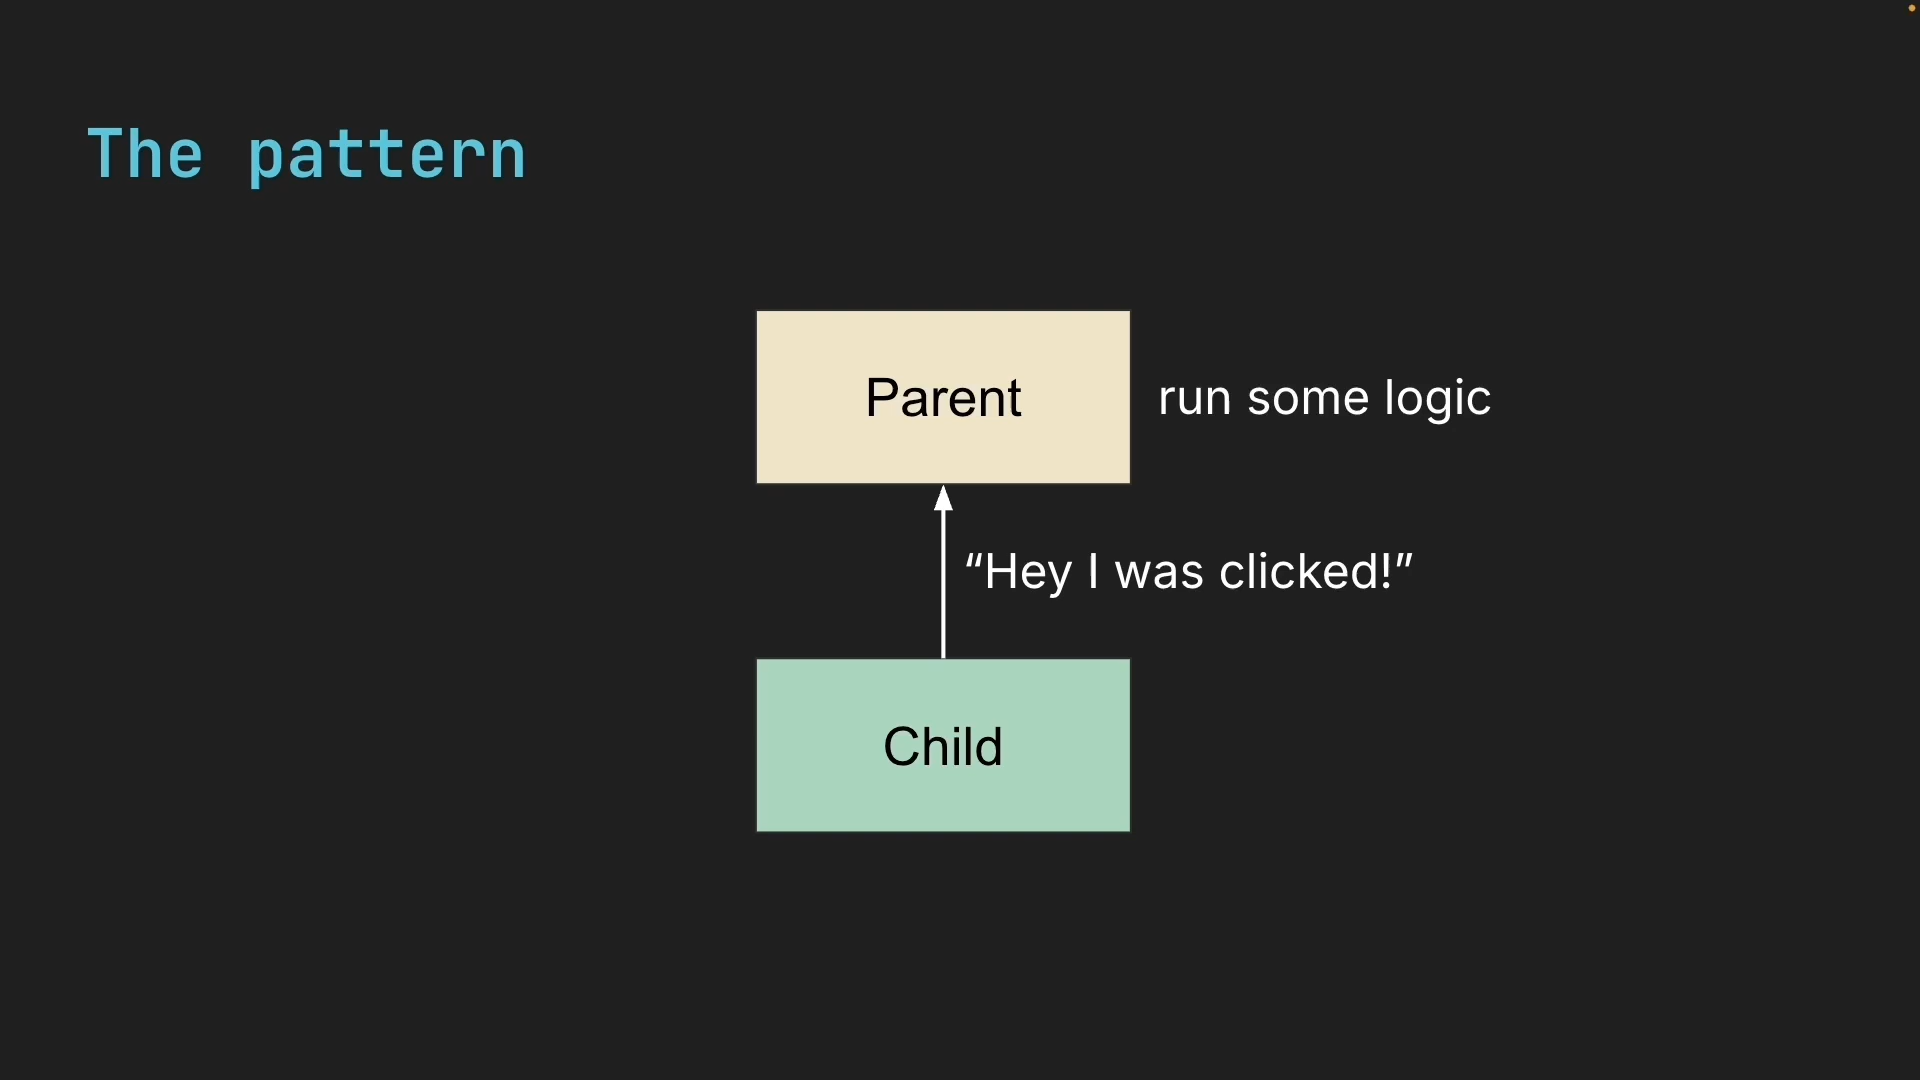 The pattern
Parent
run some logic
“Hey I was clicked!”
Child